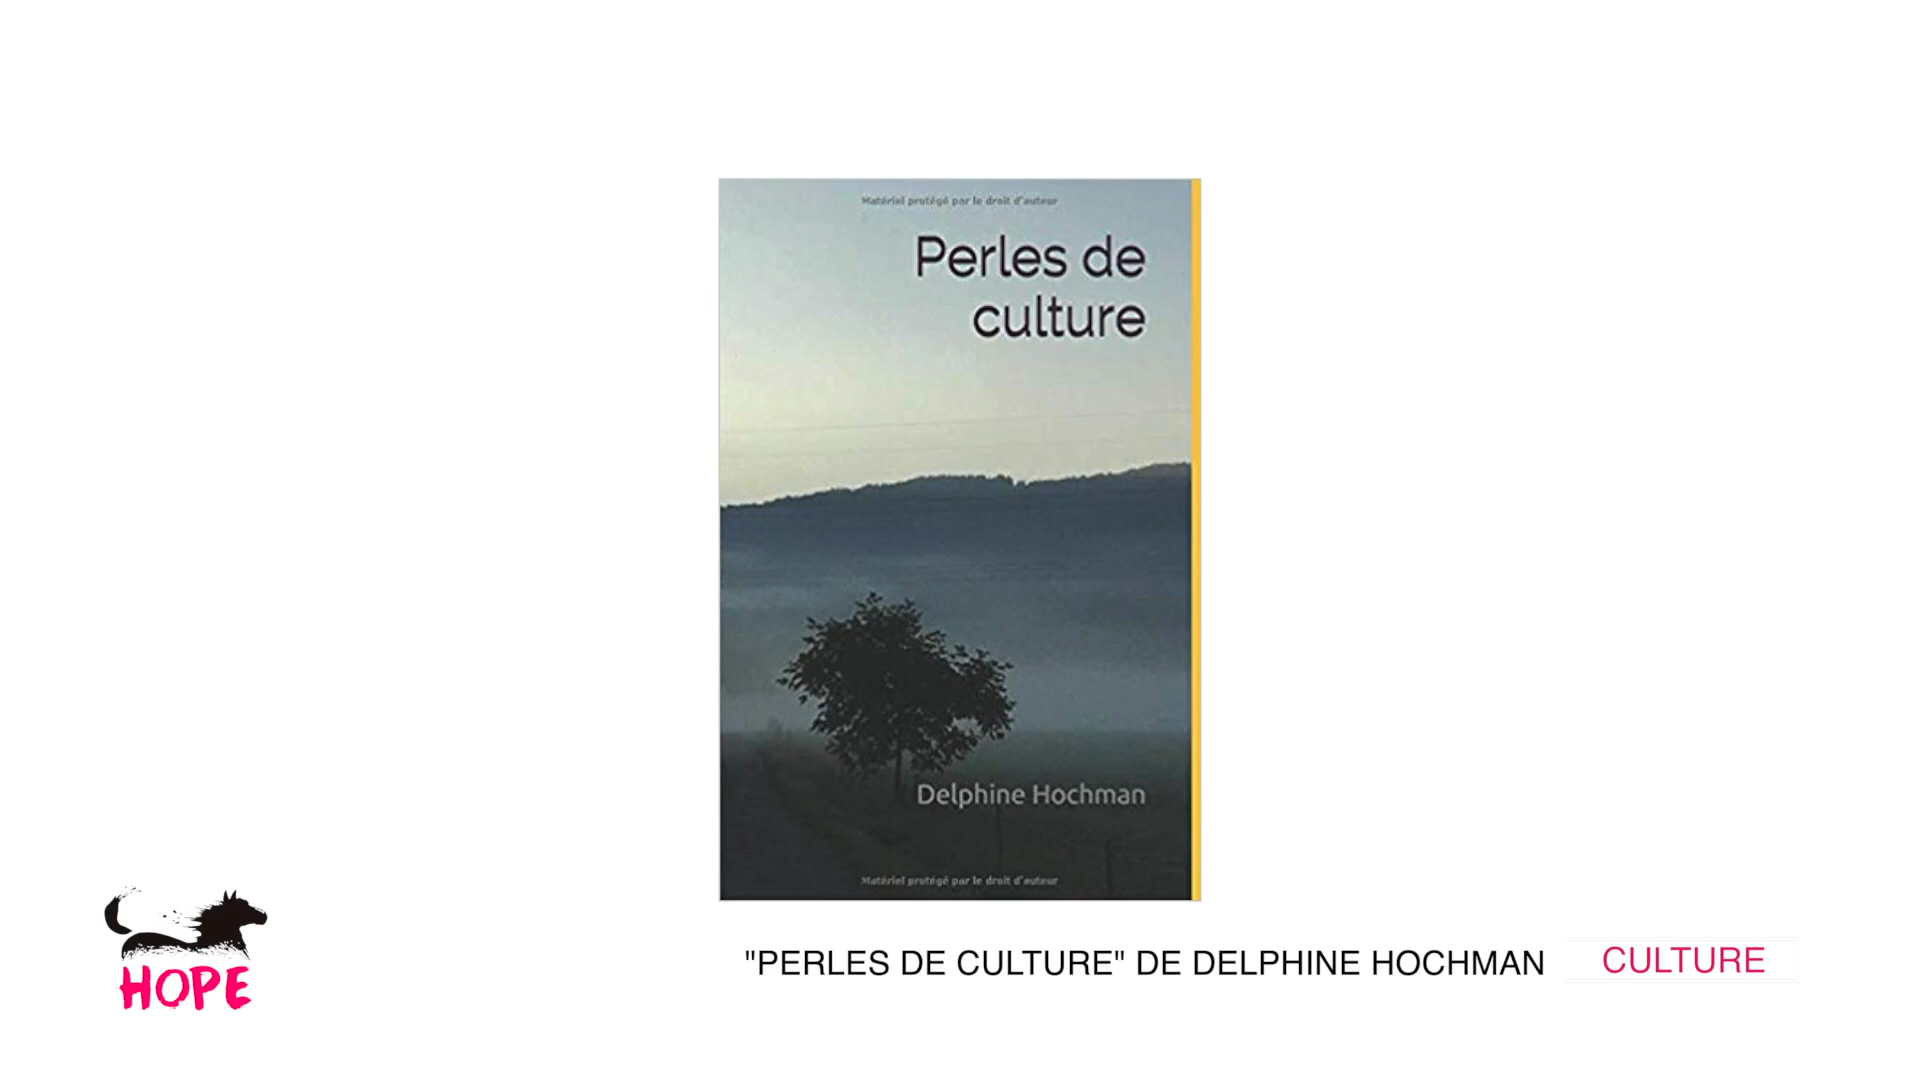 Matériel protégé par le droit d'auteur
Perles de
culture
Delphine Hochman
Matériel protégé par le droit d'auteur
HOPE
"PERLES DE CULTURE" DE DELPHINE HOCHMAN
CULTURE